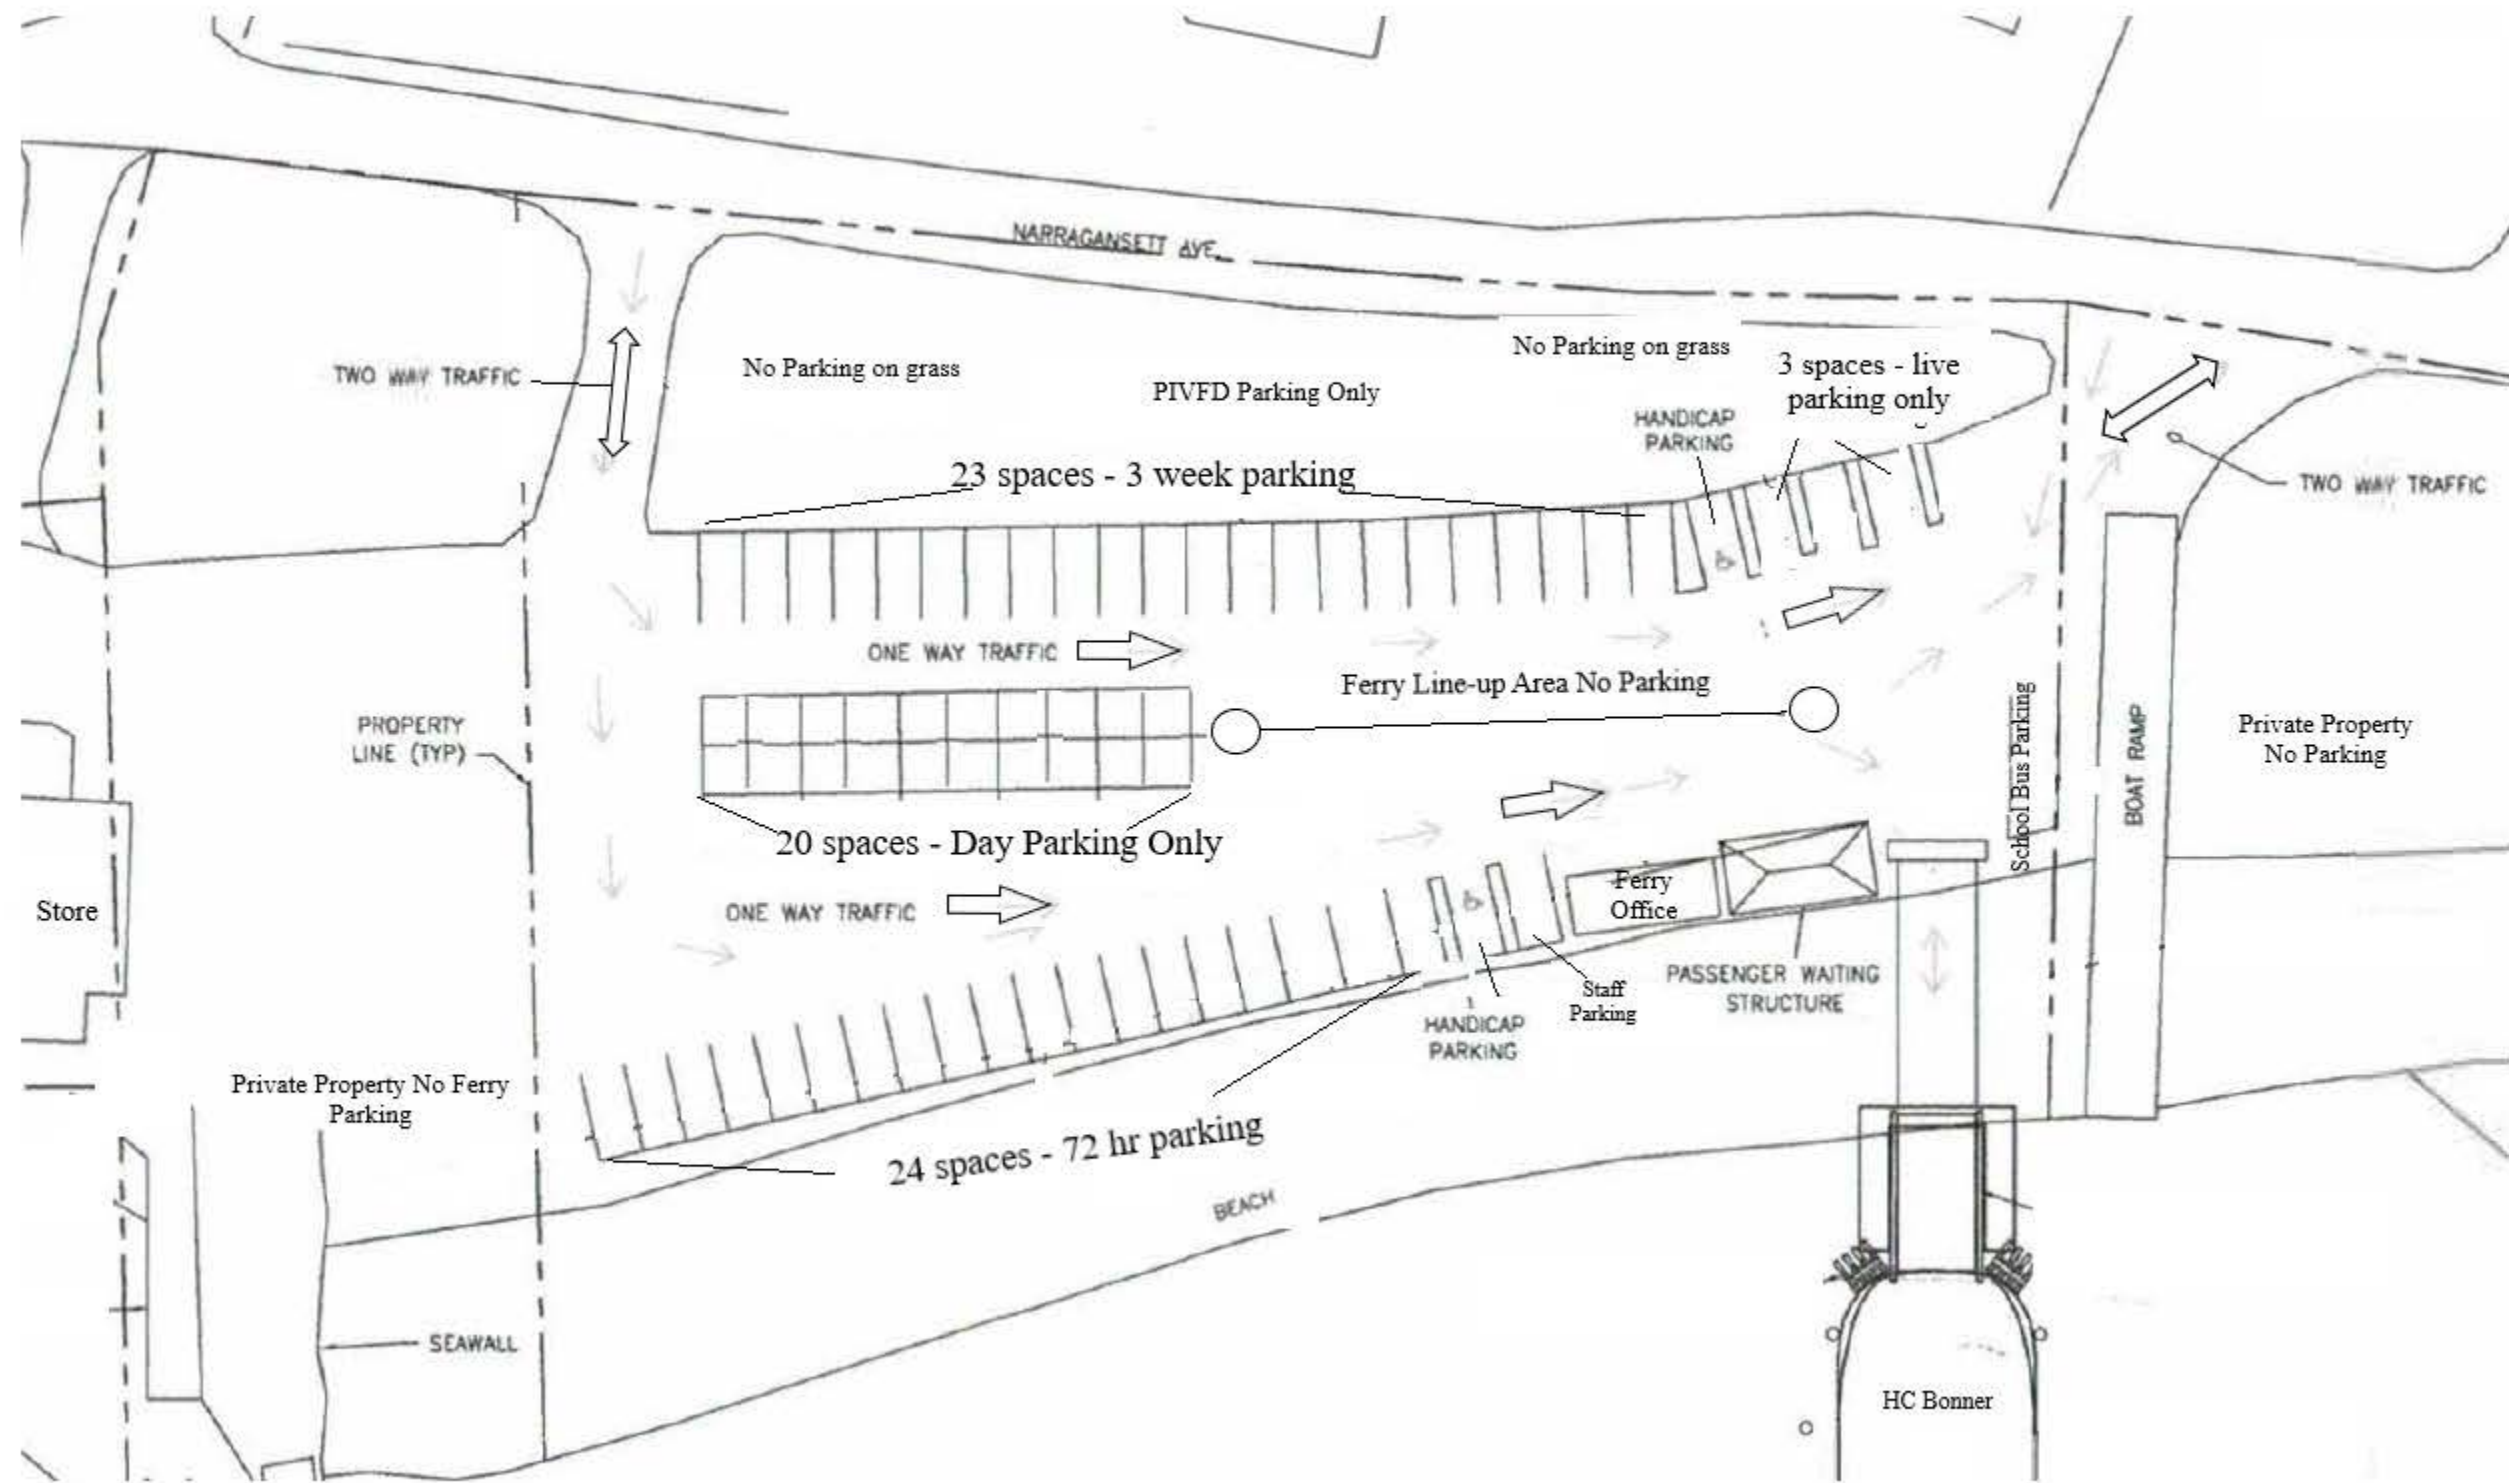 NARRAGANSETT AVE.
No Parking on grass
3 spaces - live
parking only
TWO WAY TRAFFIC
No Parking on grass
PIVFD Parking Only
HANDICAP
PARKING
23 spaces - 3 week parking
TWO WAY TRAFFIC
ONE WAY TRAFFIC
Ferry Line-up Area No Parking
PROPERTY
LINE (TYP)
School Bus Parking
BOAT RAMP
Private Property
No Parking
20 spaces - Day Parking Only
Store
ONE WAY TRAFFIC
Ferry
Office
Staff
Parking
PASSENGER WAITING
STRUCTURE
HANDICAP
PARKING
Private Property No Ferry
Parking
24 spaces - 72 hr parking
BEACH
SEAWALL
HC Bonner